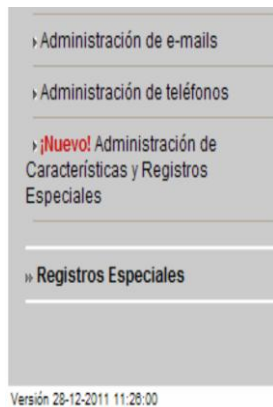 › Administración de e-mails
› Administración de teléfonos
› ¡Nuevo! Administración de
Características y Registros
Especiales
» Registros Especiales
Versión 28-12-2011 11:26:00